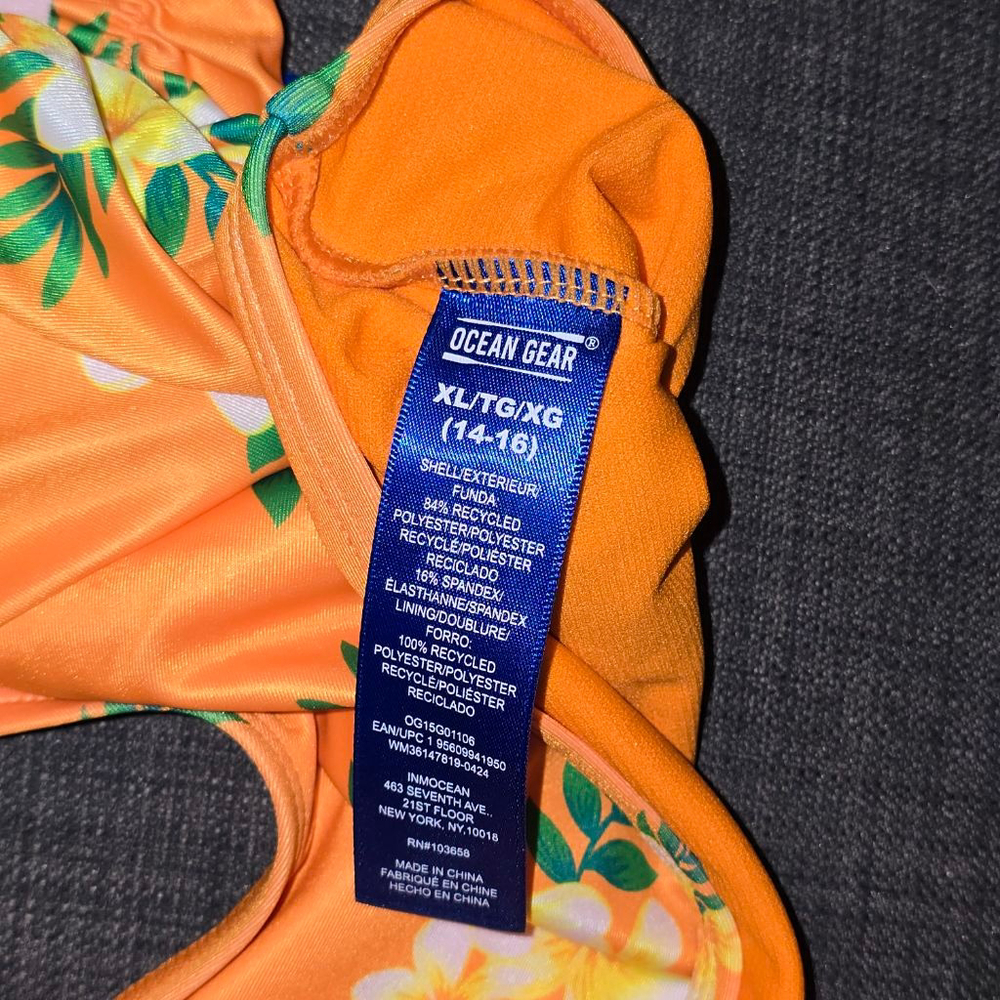 OCEAN GEAR®
XL/TG/XG
(14-16)
SHELL/EXTÉRIEUR/
FUNDA
84% RECYCLED
POLYESTER/POLYESTER
RECYCLÉ/POLIÉSTER
RECICLADO
16% SPANDEX/
ÉLASTHANNE/SPANDEX
LINING/DOUBLURE/
FORRO:
100% RECYCLED
POLYESTER/POLYESTER
RECYCLÉ/POLIÉSTER
RECICLADO
OG15G01106
EAN/UPC 1 95609941950
WM36147819-0424
INMOCEAN
463 SEVENTH AVE.,
21ST FLOOR
NEW YORK, NY,10018
RN#103658
MADE IN CHINA
FABRIQUÉ EN CHINE
HECHO EN CHINA